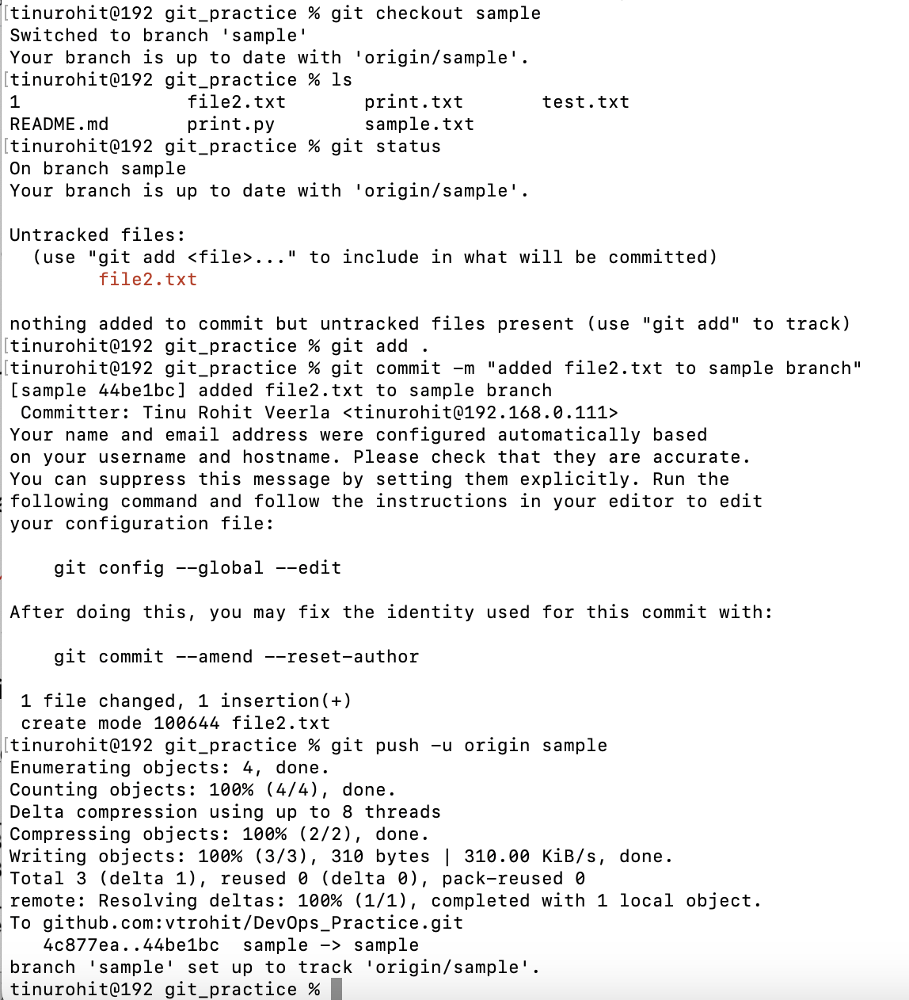 [tinurohit@192 git_practice % git checkout sample
Switched to branch 'sample'
Your branch is up to date with 'origin/sample'.
[tinurohit@192 git_practice % ls
1               file2.txt       print.txt       test.txt
README.md       print.py        sample.txt
[tinurohit@192 git_practice % git status
On branch sample
Your branch is up to date with 'origin/sample'.

Untracked files:
  (use "git add <file>..." to include in what will be committed)
        file2.txt

nothing added to commit but untracked files present (use "git add" to track)
[tinurohit@192 git_practice % git add .
[tinurohit@192 git_practice % git commit -m "added file2.txt to sample branch"
[sample 44be1bc] added file2.txt to sample branch
 Committer: Tinu Rohit Veerla <tinurohit@192.168.0.111>
Your name and email address were configured automatically based
on your username and hostname. Please check that they are accurate.
You can suppress this message by setting them explicitly. Run the
following command and follow the instructions in your editor to edit
your configuration file:

    git config --global --edit

After doing this, you may fix the identity used for this commit with:

    git commit --amend --reset-author

 1 file changed, 1 insertion(+)
 create mode 100644 file2.txt
[tinurohit@192 git_practice % git push -u origin sample
Enumerating objects: 4, done.
Counting objects: 100% (4/4), done.
Delta compression using up to 8 threads
Compressing objects: 100% (2/2), done.
Writing objects: 100% (3/3), 310 bytes | 310.00 KiB/s, done.
Total 3 (delta 1), reused 0 (delta 0), pack-reused 0
remote: Resolving deltas: 100% (1/1), completed with 1 local object.
To github.com:vtrohit/DevOps_Practice.git
   4c877ea..44be1bc  sample -> sample
branch 'sample' set up to track 'origin/sample'.
tinurohit@192 git_practice %